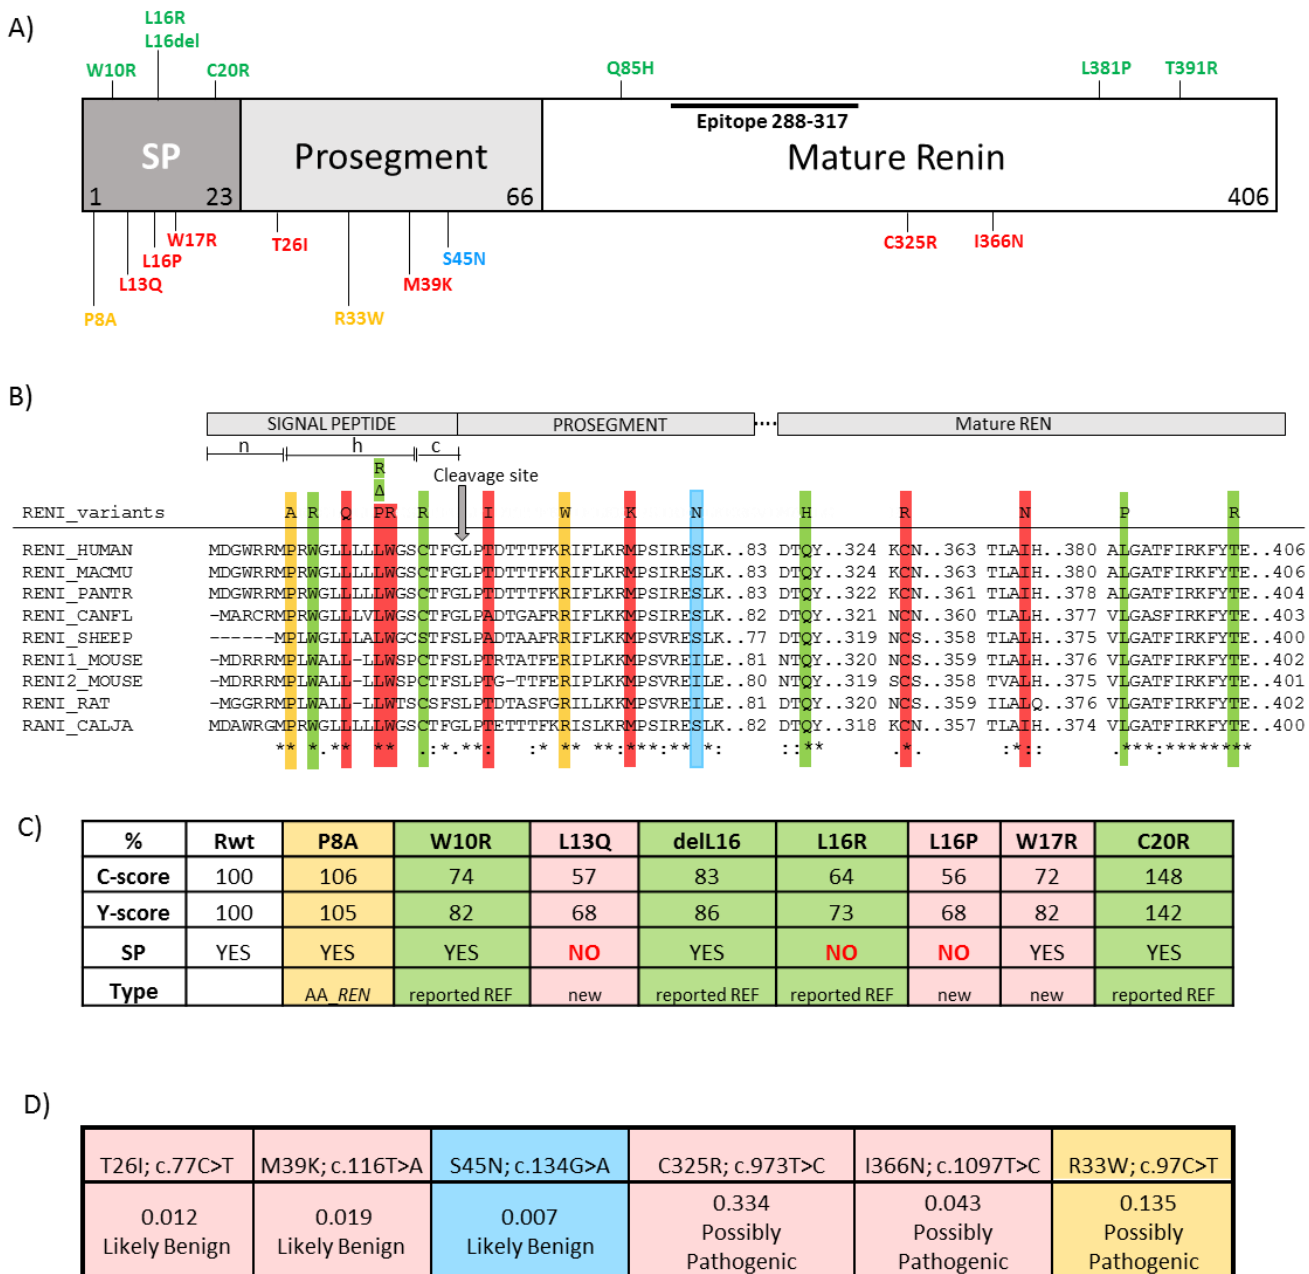 A)
L16R
L16del
W10R
C20R
Q85H
L381P
T391R
Epitope 288-317
SP
Prosegment
Mature Renin
1
23
66
406
W17R
T26I
C325R
I366N
L16P
S45N
L13Q
M39K
P8A
R33W
B)
SIGNAL PEPTIDE
PROSEGMENT
Mature REN
n
h
c
R
Cleavage site
Δ
RENI_variants A R Q PR R I W K N H R N P R
RENI_HUMAN MDGWRRMPRWGLLLLLWGSCTFGLPTDTTTFKRIFLKRMPSIRESLK..83 DTQY..324 KCN..363 TLAIH..380 ALGATFIRKFYTE..406
RENI_MACMU MDGWRRMPRWGLLLLLWGSCTFGLPTDTTTFKRIFLKRMPSIRESLK..83 DTQY..324 KCN..363 TLAIH..380 ALGATFIRKFYTE..406
RENI_PANTR MDGWRRMPRWGLLLLLWGSCTFGLPTDTTTFKRIFLKRMPSIRESLK..83 DTQY..322 KCN..361 TLAIH..378 ALGATFIRKFYTE..404
RENI_CANFL -MARCRMPRWGLLLVLWGSCTFGLPADTGAFRRIFLKKMPSVRESLK..82 DTQY..321 NCN..360 TLAIH..377 VLGASFIRKFYTE..403
RENI_SHEEP ------MPLWGLLLALWGCSTFSLPADTAAFRRIFLKKMPSVRESLK..77 DTQY..319 NCS..358 TLALH..375 VLGATFIRKFYTE..400
RENI1_MOUSE -MDRRRMPLWALL-LLWSPCTFSLPTRTATFERIPLKKMPSVREILE..81 NTQY..320 NCS..359 TLALH..376 VLGATFIRKFYTE..402
RENI2_MOUSE -MDRRRMPLWALL-LLWSPCTFSLPTG-TTFERIPLKKMPSVREILE..80 NTQY..319 SCS..358 TVALH..375 VLGATFIRKFYTE..401
RENI_RAT -MGGRRMPLWALL-LLWTSCSFSLPTDTASFGRILLKKMPSVREILE..81 DTQY..320 NCS..359 ILALQ..376 VLGATFIRKFYTE..402
RANI_CALJA MDAWRGMPRWGLLLLLWGSCTFGLPTETTTFKRISLKRMPSIRESLK..82 DTQY..318 KCN..357 TLAIH..374 VLGATFIRKFYTE..400
** *.** ** .:*.**: :* ** **:***:**:** *: ::** .*. :*:: .***:*********
C)
% Rwt P8A W10R L13Q delL16 L16R L16P W17R C20R
C-score 100 106 74 57 83 64 56 72 148
Y-score 100 105 82 68 86 73 68 82 142
SP YES YES YES NO YES NO NO YES YES
Type AA_REN reported REF new reported REF reported REF new new reported REF
D)
T26I; c.77C>T M39K; c.116T>A S45N; c.134G>A C325R; c.973T>C I366N; c.1097T>C R33W; c.97C>T
0.012 0.019 0.007 0.334 0.043 0.135
Likely Benign Likely Benign Likely Benign Possibly Possibly Possibly
Pathogenic Pathogenic Pathogenic